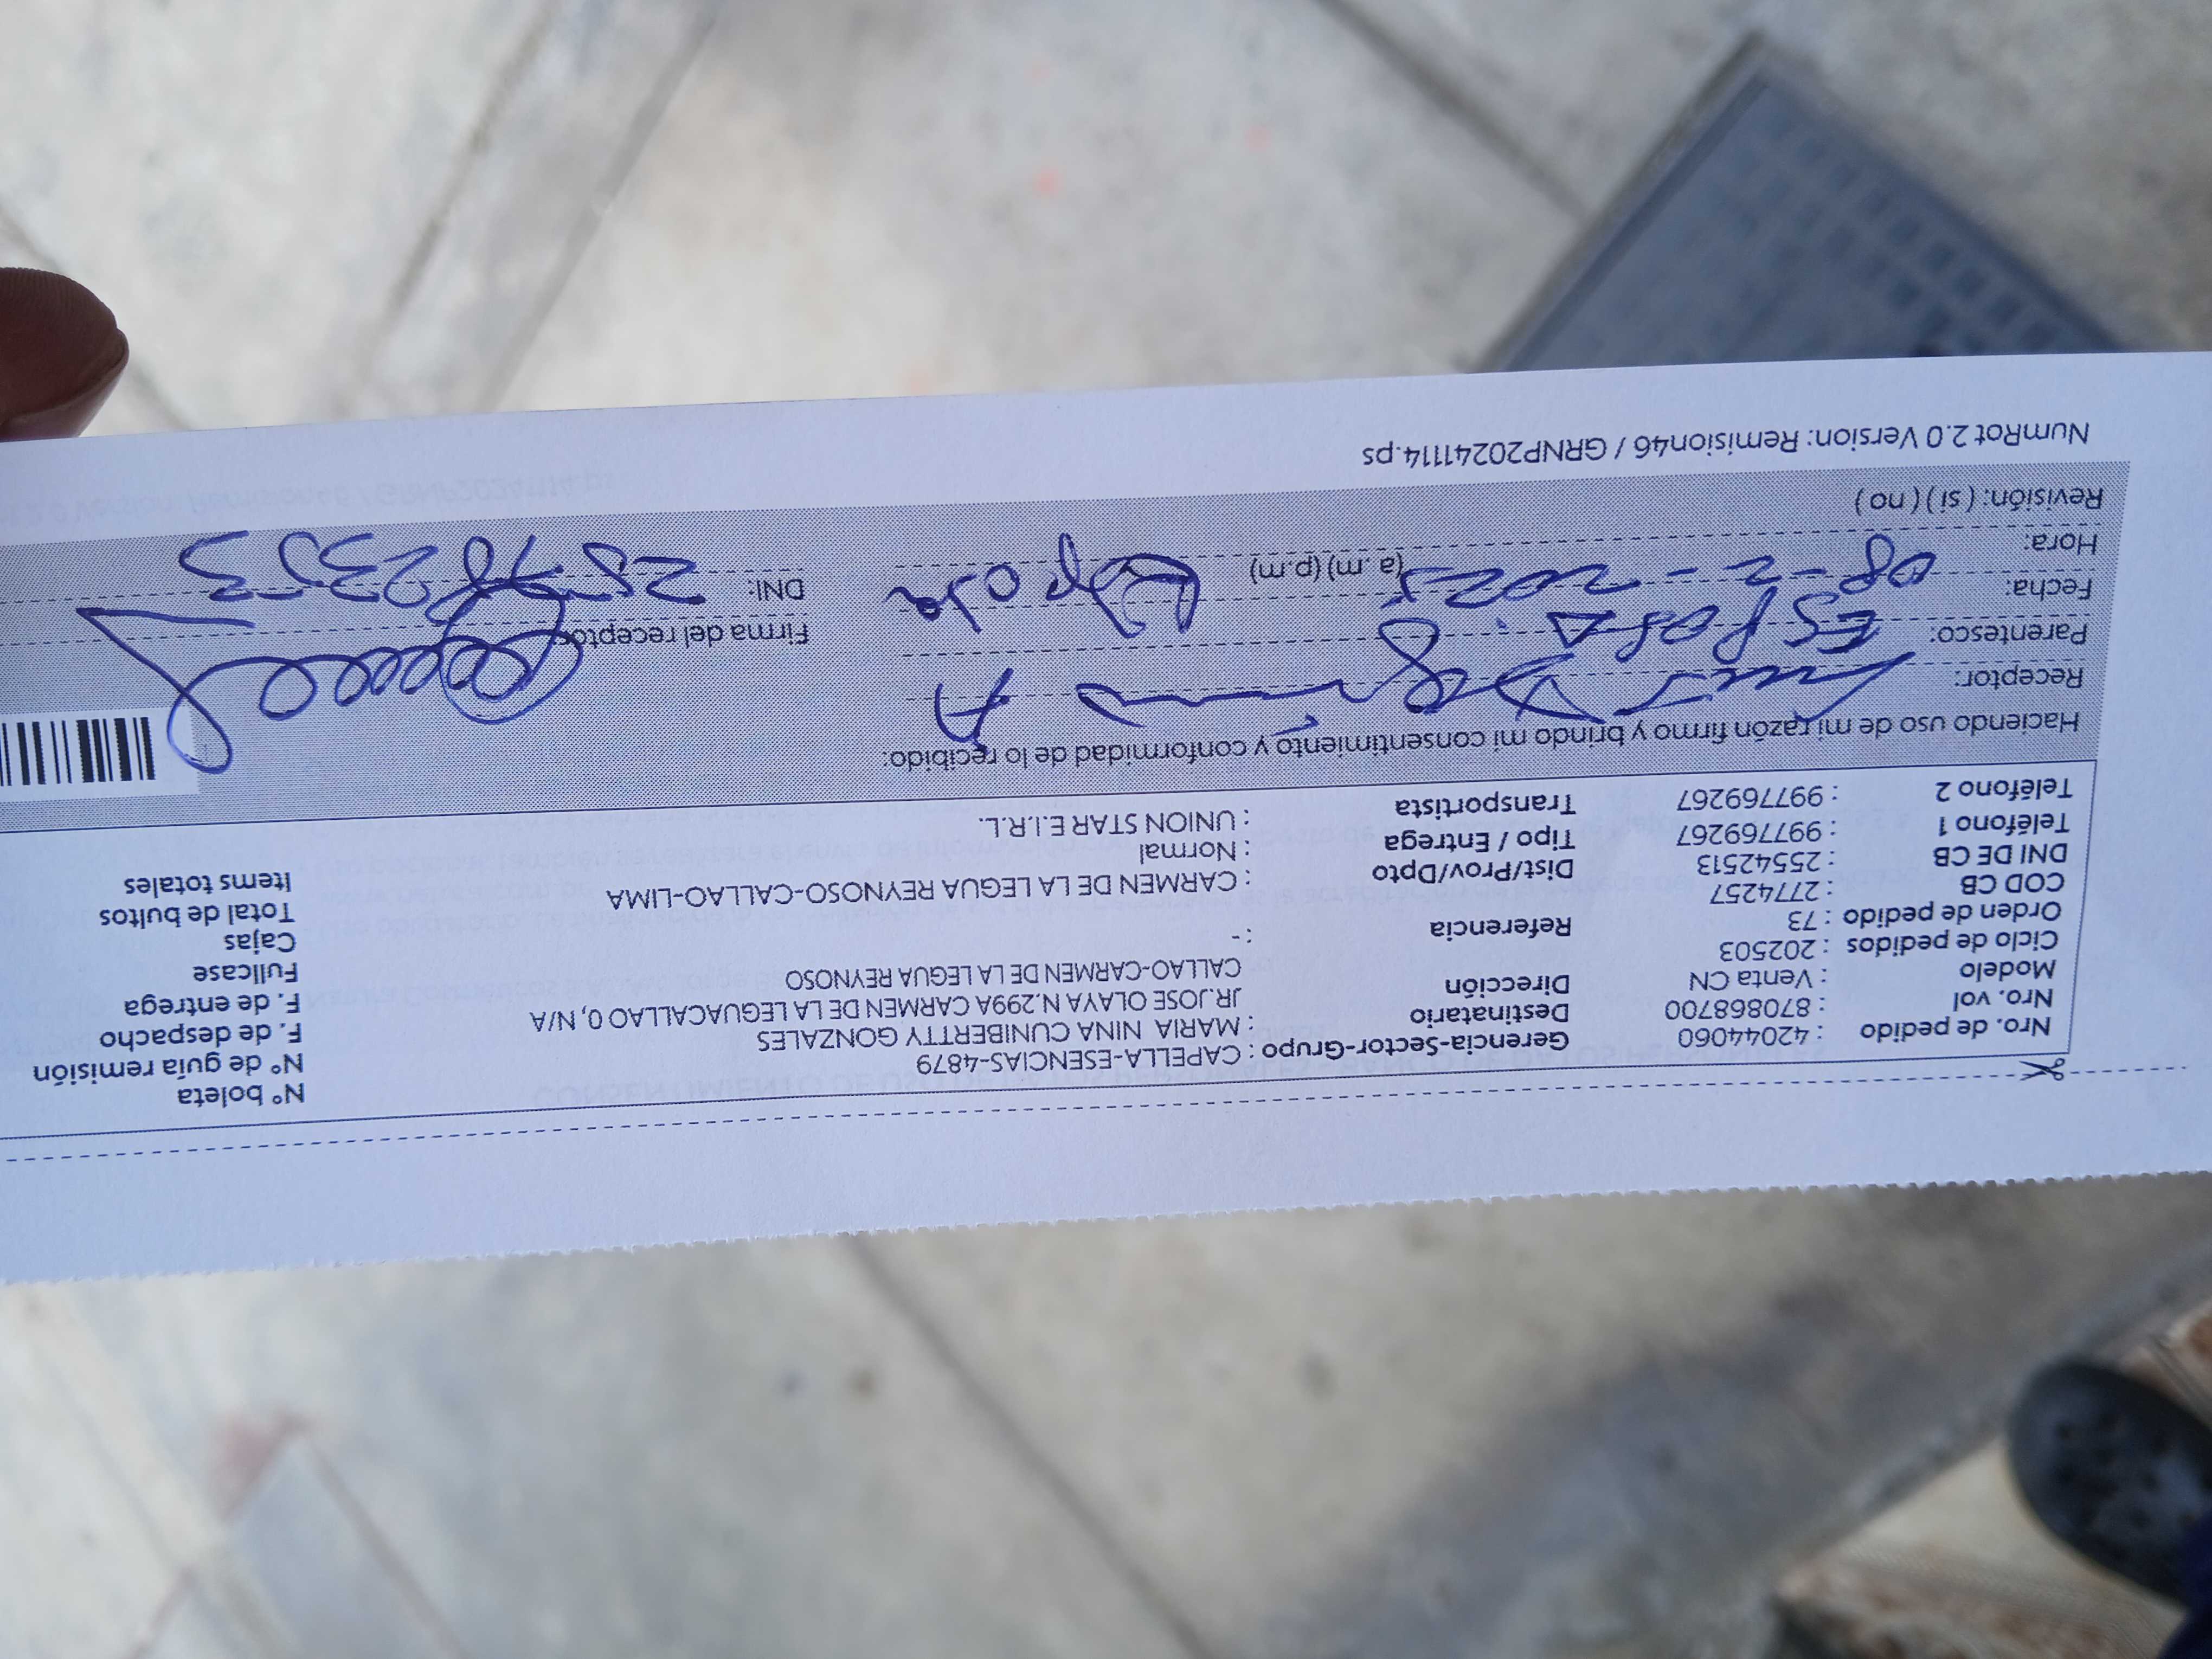 Nro. de pedido : 42044060 Gerencia-Sector-Grupo : CAPELLA-ESENCIAS-4879 N° boleta
Nro. vol : 870868700 Destinatario : MARIA NINA CUNIBERTTY GONZALES N° de guía remisión
Modelo : Venta CN Dirección JR.JOSE OLAYA N.299A CARMEN DE LA LEGUACALLAO 0, N/A F. de despacho
Ciclo de pedidos : 202503 CALLAO-CARMEN DE LA LEGUA REYNOSO F. de entrega
Orden de pedido : 73 Referencia : - Fullcase
COD CB : 2774257 Cajas
DNI DE CB : 25542513 Dist/Prov/Dpto : CARMEN DE LA LEGUA REYNOSO-CALLAO-LIMA Total de bultos
Teléfono 1 : 997769267 Tipo / Entrega : Normal Items totales
Teléfono 2 : 997769267 Transportista : UNION STAR E.I.R.L.
Haciendo uso de mi razón firmo y brindo mi consentimiento y conformidad de lo recibido:
Receptor: A
Parentesco: ESPOSA Firma del receptor
Fecha: 08-2-2025 Esposa DNI: 25782353
Hora: (a. m) (p.m)
Revisión: ( si ) ( no )
NumRot 2.0 Version: Remision46 / GRNP20241114.ps